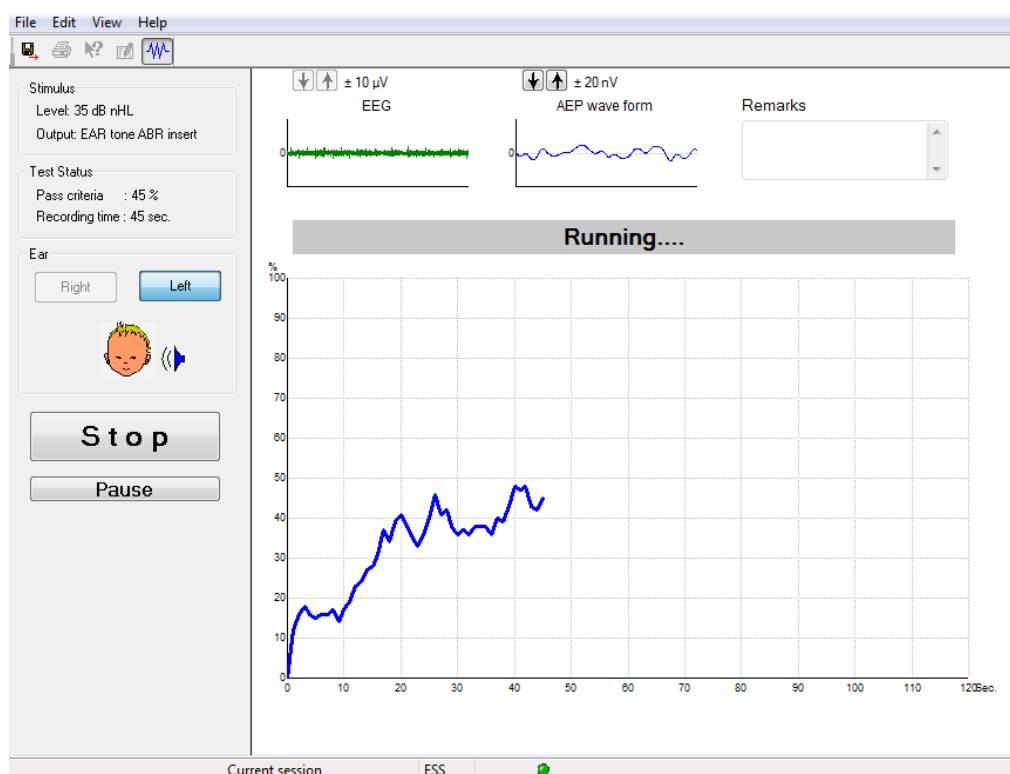 File Edit View Help
Stimulus
Level: 35 dB nHL
Output: EAR tone ABR insert
Test Status
Pass criteria : 45 %
Recording time : 45 sec.
Ear
Right Left
Stop
Pause
± 10 µV
EEG
0
± 20 nV
AEP wave form
0
Remarks
Running....
%
100
90
80
70
60
50
40
30
20
10
0
0 10 20 30 40 50 60 70 80 90 100 110 120 Sec.
Current session ESS